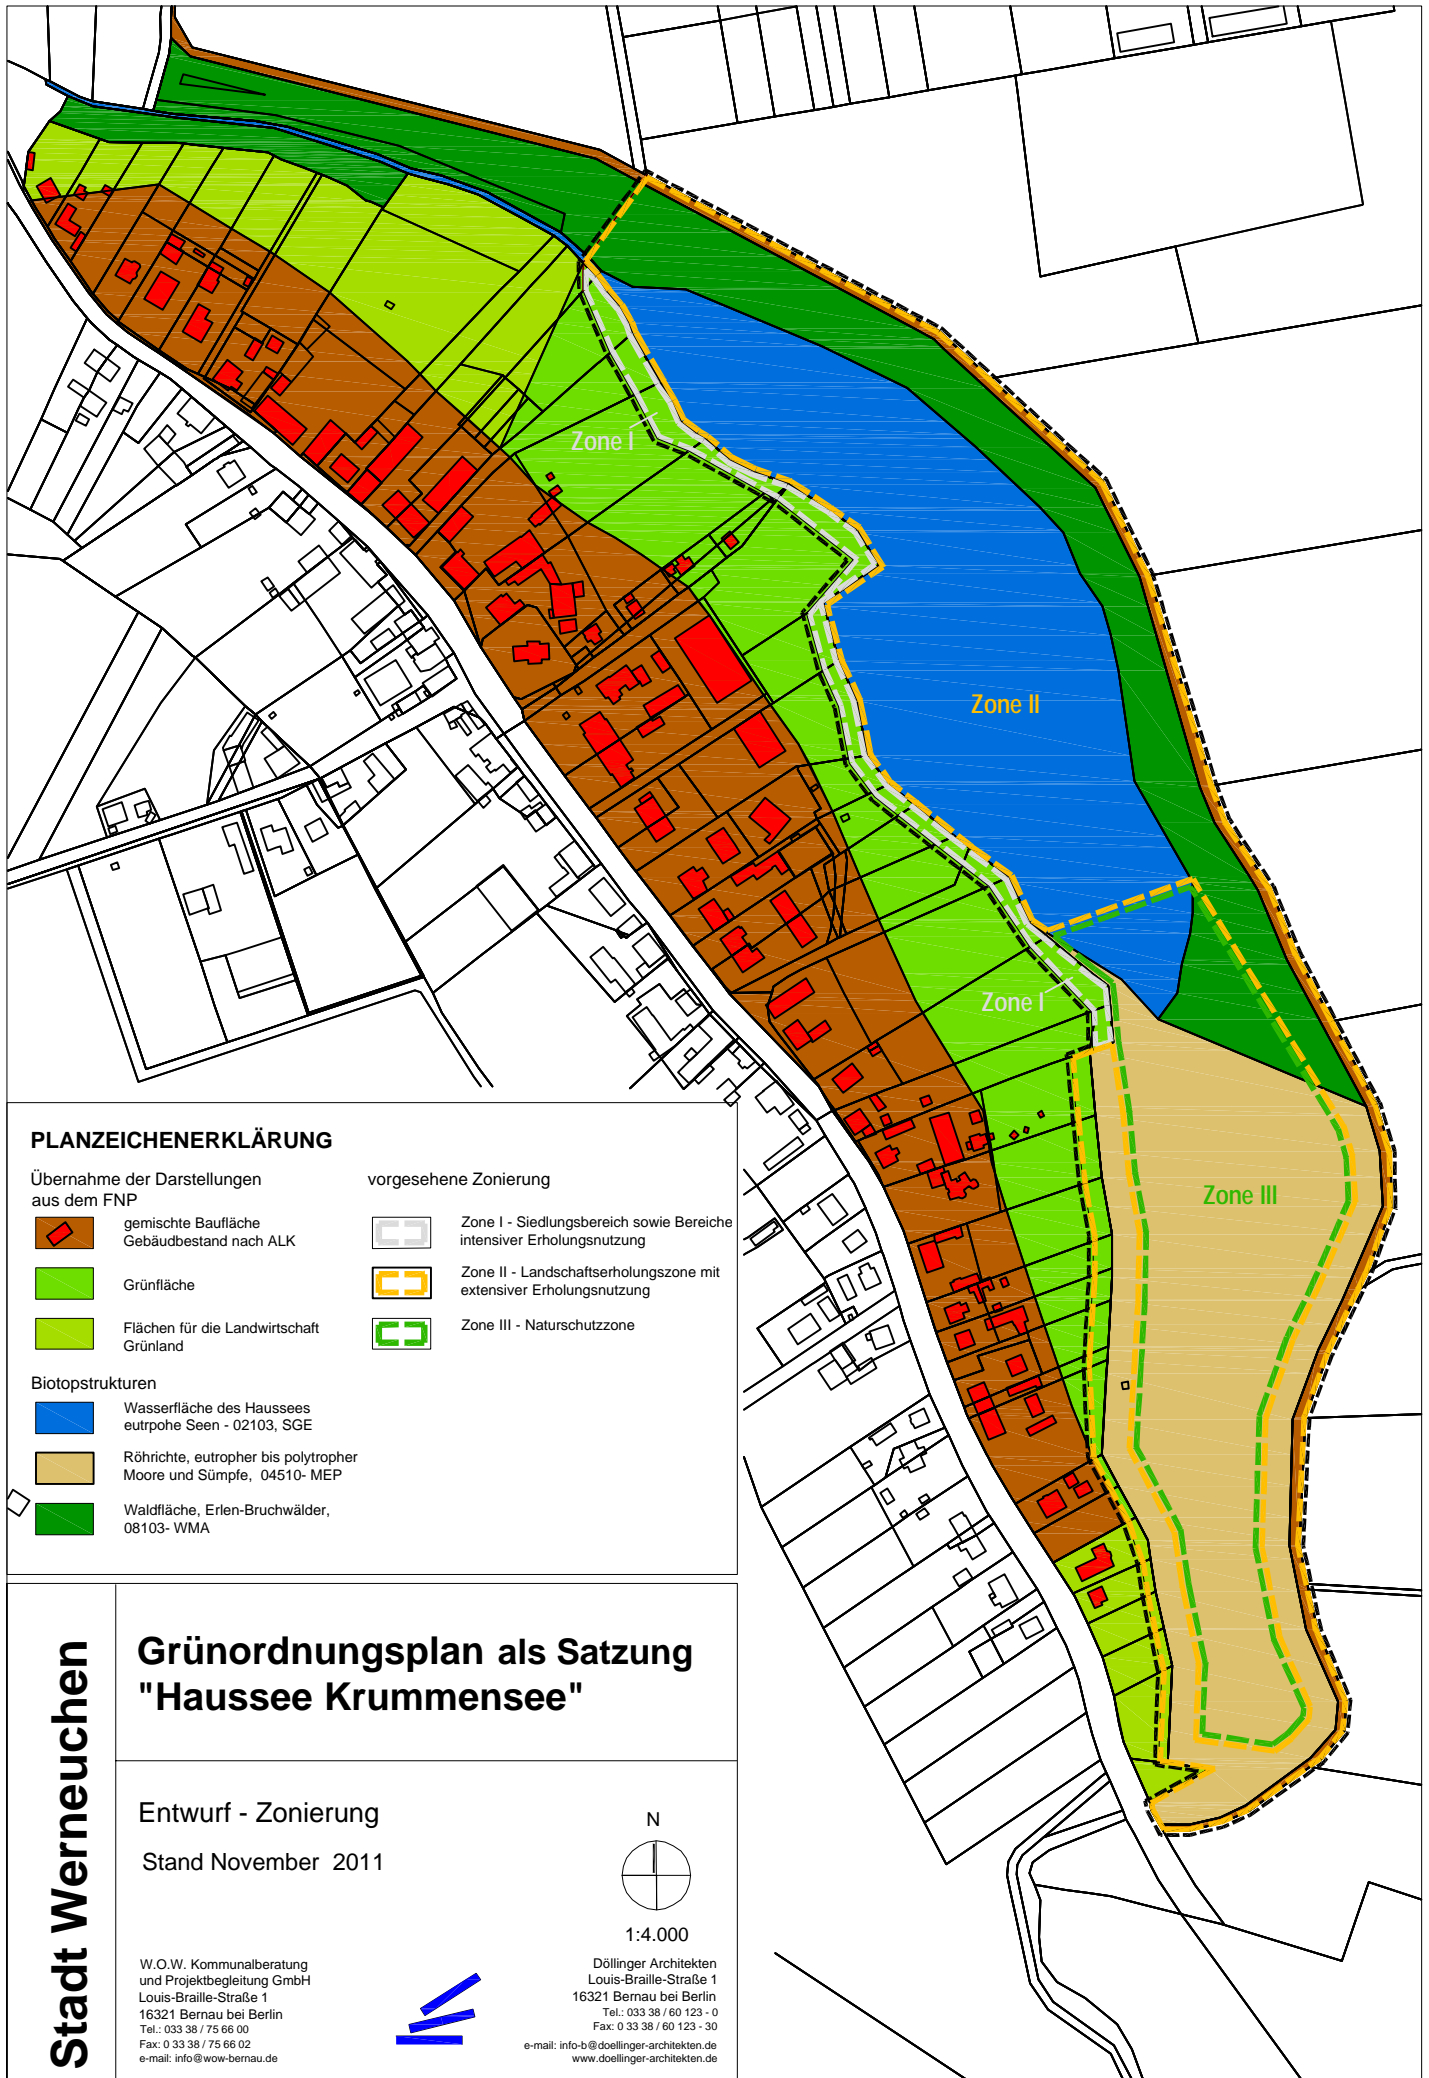 Zone I
Zone II
Zone I
Zone III
PLANZEICHENERKLÄRUNG
Übernahme der Darstellungen
aus dem FNP
gemischte Baufläche
Gebäudbestand nach ALK
Grünfläche
Flächen für die Landwirtschaft
Grünland
Biotopstrukturen
Wasserfläche des Haussees
eutrpohe Seen - 02103, SGE
Röhrichte, eutropher bis polytropher
Moore und Sümpfe, 04510- MEP
Waldfläche, Erlen-Bruchwälder,
08103- WMA
vorgesehene Zonierung
Zone I - Siedlungsbereich sowie Bereiche
intensiver Erholungsnutzung
Zone II - Landschaftserholungszone mit
extensiver Erholungsnutzung
Zone III - Naturschutzzone
Stadt Werneuchen
Grünordnungsplan als Satzung
"Haussee Krummensee"
Entwurf - Zonierung
Stand November 2011
N
1:4.000
W.O.W. Kommunalberatung
und Projektbegleitung GmbH
Louis-Braille-Straße 1
16321 Bernau bei Berlin
Tel.: 033 38 / 75 66 00
Fax: 0 33 38 / 75 66 02
e-mail: info@wow-bernau.de
Döllinger Architekten
Louis-Braille-Straße 1
16321 Bernau bei Berlin
Tel.: 033 38 / 60 123 - 0
Fax: 0 33 38 / 60 123 - 30
e-mail: info-b@doellinger-architekten.de
www.doellinger-architekten.de